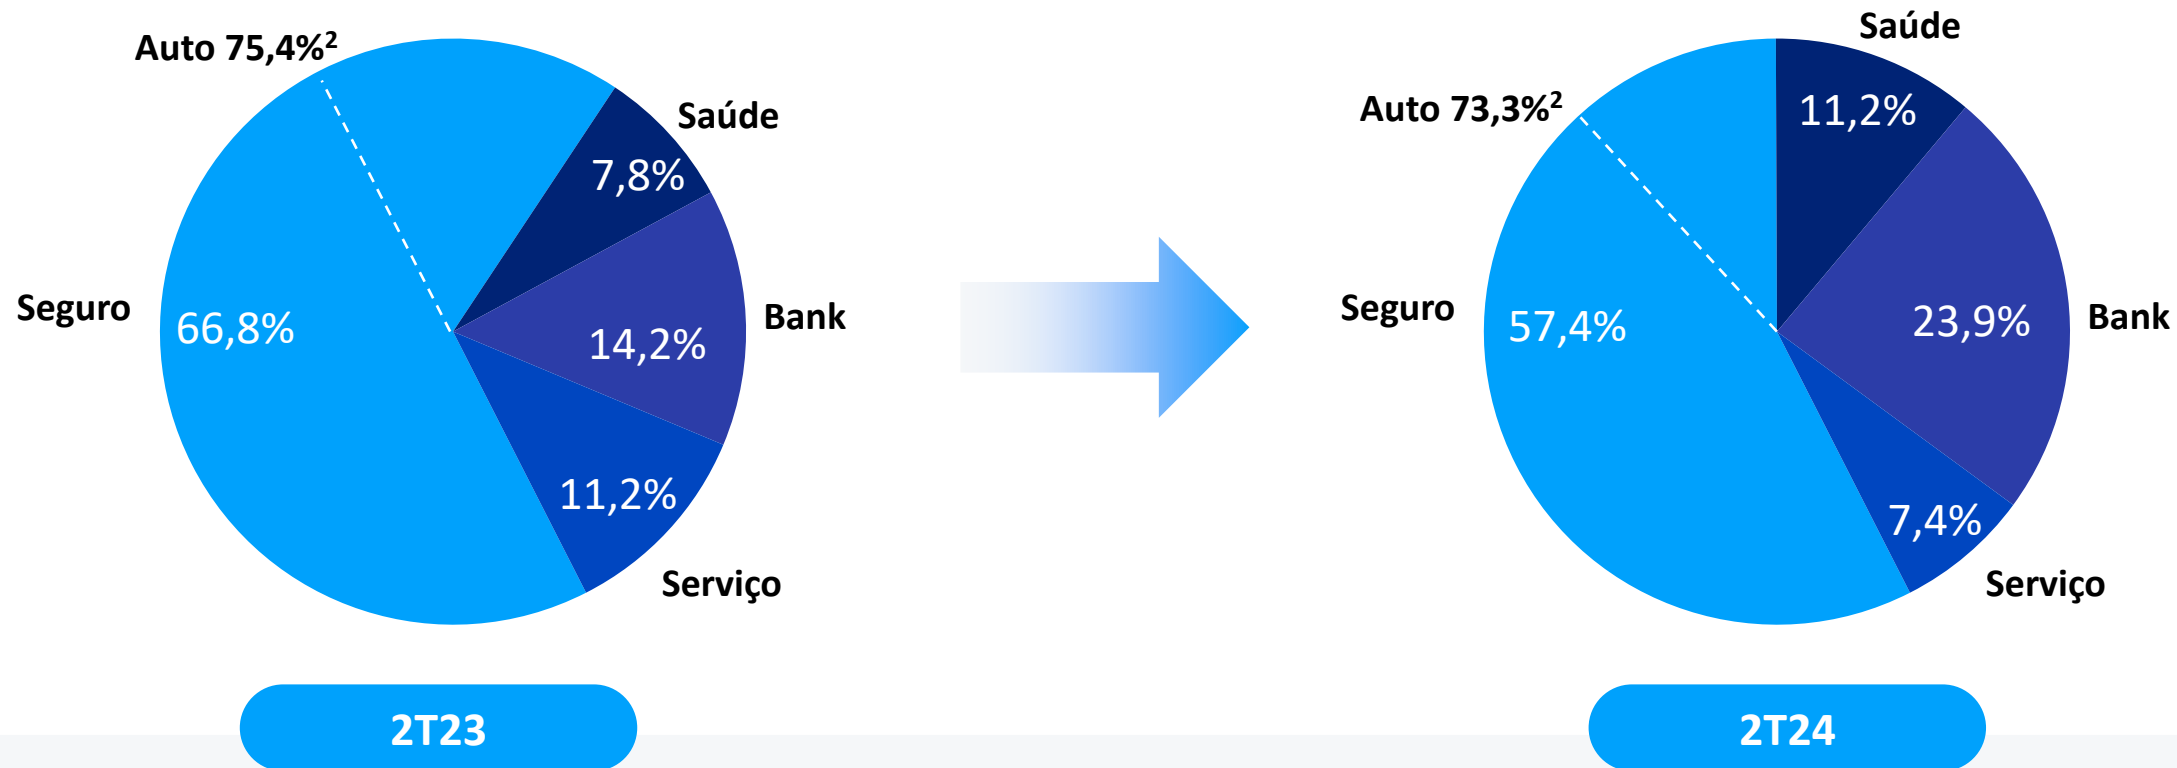 Auto 75,4%²
Saúde
7,8%
Seguro
66,8%
Bank
14,2%
11,2%
Serviço
2T23
Saúde
Auto 73,3%²
11,2%
Seguro
57,4%
23,9%
Bank
7,4%
Serviço
2T24